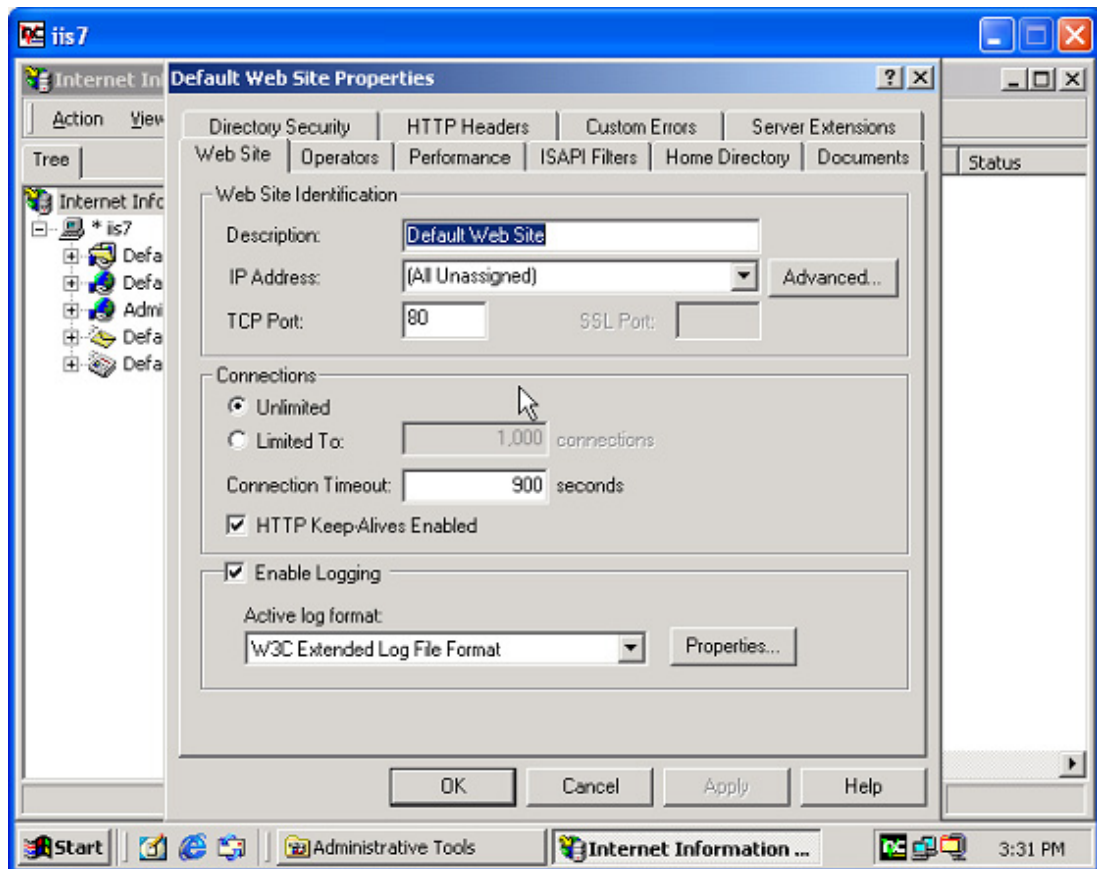 iis7
Internet In
Default Web Site Properties
Action View
Tree
Status
Directory Security HTTP Headers Custom Errors Server Extensions
Web Site Operators Performance ISAPI Filters Home Directory Documents
Internet Infc
* iis7
Defa
Defa
Admi
Defa
Defa
Web Site Identification
Description: Default Web Site
IP Address: (All Unassigned) Advanced...
TCP Port: 80 SSL Port:
Connections
Unlimited
Limited To: 1,000 connections
Connection Timeout: 900 seconds
HTTP Keep-Alives Enabled
Enable Logging
Active log format:
W3C Extended Log File Format Properties...
OK Cancel Apply Help
Start Administrative Tools Internet Information ... 3:31 PM